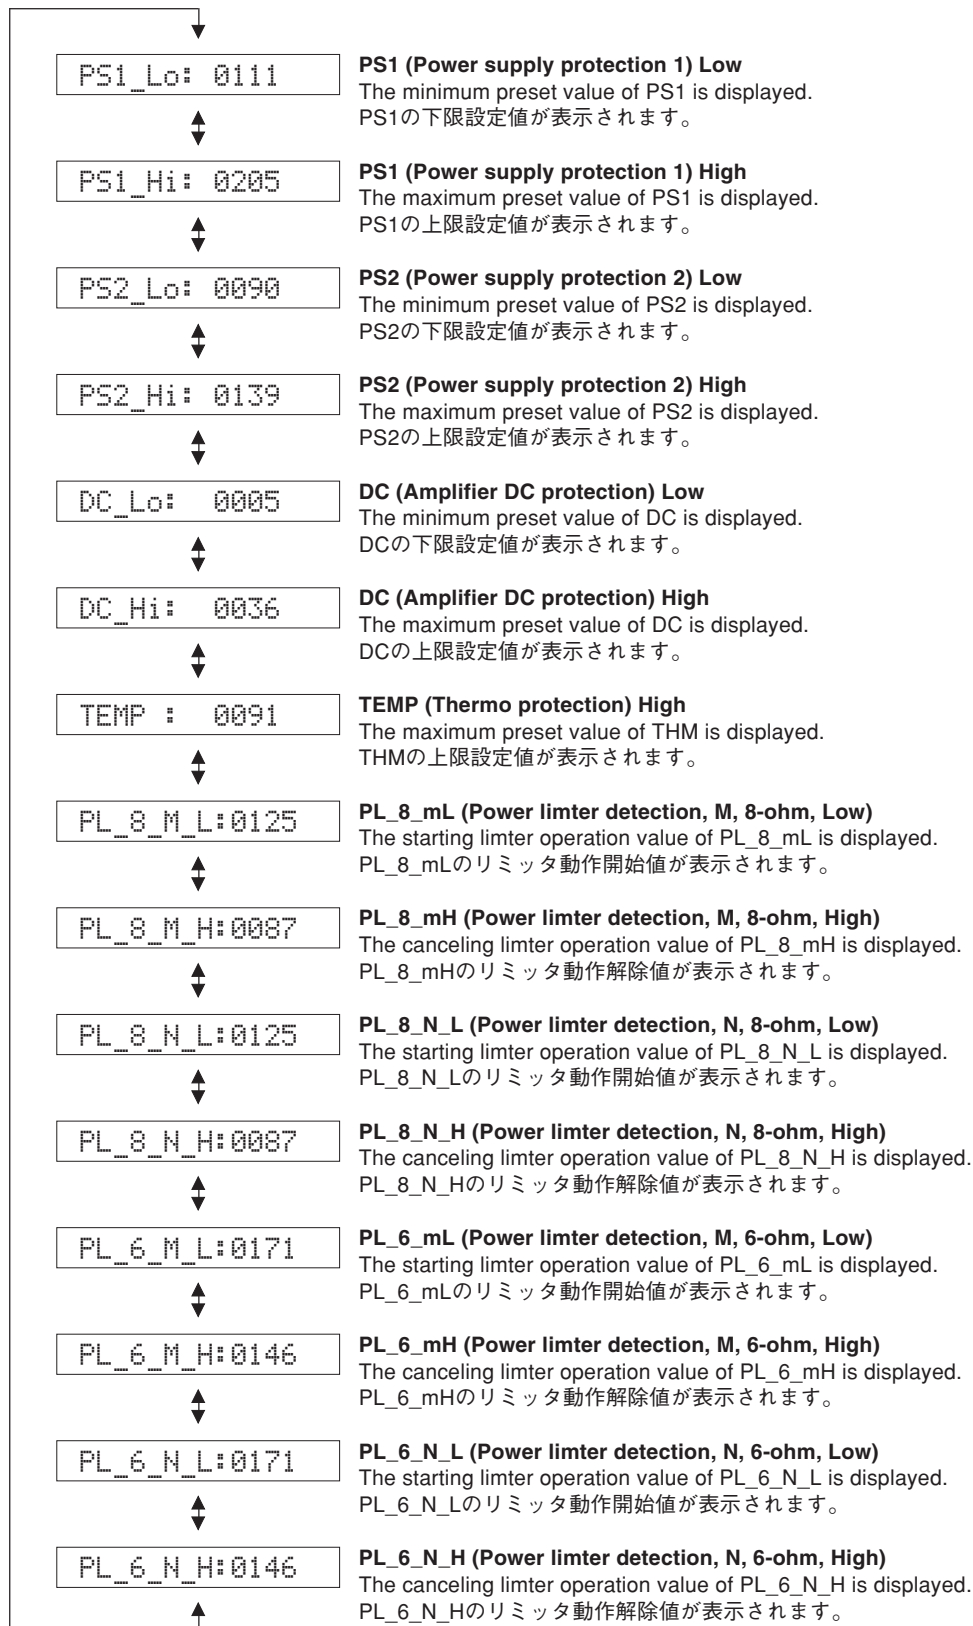 PS1_Lo: 0111
PS1 (Power supply protection 1) Low
The minimum preset value of PS1 is displayed.
PS1の下限設定値が表示されます。
PS1_Hi: 0205
PS1 (Power supply protection 1) High
The maximum preset value of PS1 is displayed.
PS1の上限設定値が表示されます。
PS2_Lo: 0090
PS2 (Power supply protection 2) Low
The minimum preset value of PS2 is displayed.
PS2の下限設定値が表示されます。
PS2_Hi: 0139
PS2 (Power supply protection 2) High
The maximum preset value of PS2 is displayed.
PS2の上限設定値が表示されます。
DC_Lo: 0005
DC (Amplifier DC protection) Low
The minimum preset value of DC is displayed.
DCの下限設定値が表示されます。
DC_Hi: 0036
DC (Amplifier DC protection) High
The maximum preset value of DC is displayed.
DCの上限設定値が表示されます。
TEMP : 0091
TEMP (Thermo protection) High
The maximum preset value of THM is displayed.
THMの上限設定値が表示されます。
PL_8_M_L:0125
PL_8_mL (Power limter detection, M, 8-ohm, Low)
The starting limter operation value of PL_8_mL is displayed.
PL_8_mLのリミッタ動作開始値が表示されます。
PL_8_M_H:0087
PL_8_mH (Power limter detection, M, 8-ohm, High)
The canceling limter operation value of PL_8_mH is displayed.
PL_8_mHのリミッタ動作解除値が表示されます。
PL_8_N_L:0125
PL_8_N_L (Power limter detection, N, 8-ohm, Low)
The starting limter operation value of PL_8_N_L is displayed.
PL_8_N_Lのリミッタ動作開始値が表示されます。
PL_8_N_H:0087
PL_8_N_H (Power limter detection, N, 8-ohm, High)
The canceling limter operation value of PL_8_N_H is displayed.
PL_8_N_Hのリミッタ動作解除値が表示されます。
PL_6_M_L:0171
PL_6_mL (Power limter detection, M, 6-ohm, Low)
The starting limter operation value of PL_6_mL is displayed.
PL_6_mLのリミッタ動作開始値が表示されます。
PL_6_M_H:0146
PL_6_mH (Power limter detection, M, 6-ohm, High)
The canceling limter operation value of PL_6_mH is displayed.
PL_6_mHのリミッタ動作解除値が表示されます。
PL_6_N_L:0171
PL_6_N_L (Power limter detection, N, 6-ohm, Low)
The starting limter operation value of PL_6_N_L is displayed.
PL_6_N_Lのリミッタ動作開始値が表示されます。
PL_6_N_H:0146
PL_6_N_H (Power limter detection, N, 6-ohm, High)
The canceling limter operation value of PL_6_N_H is displayed.
PL_6_N_Hのリミッタ動作解除値が表示されます。